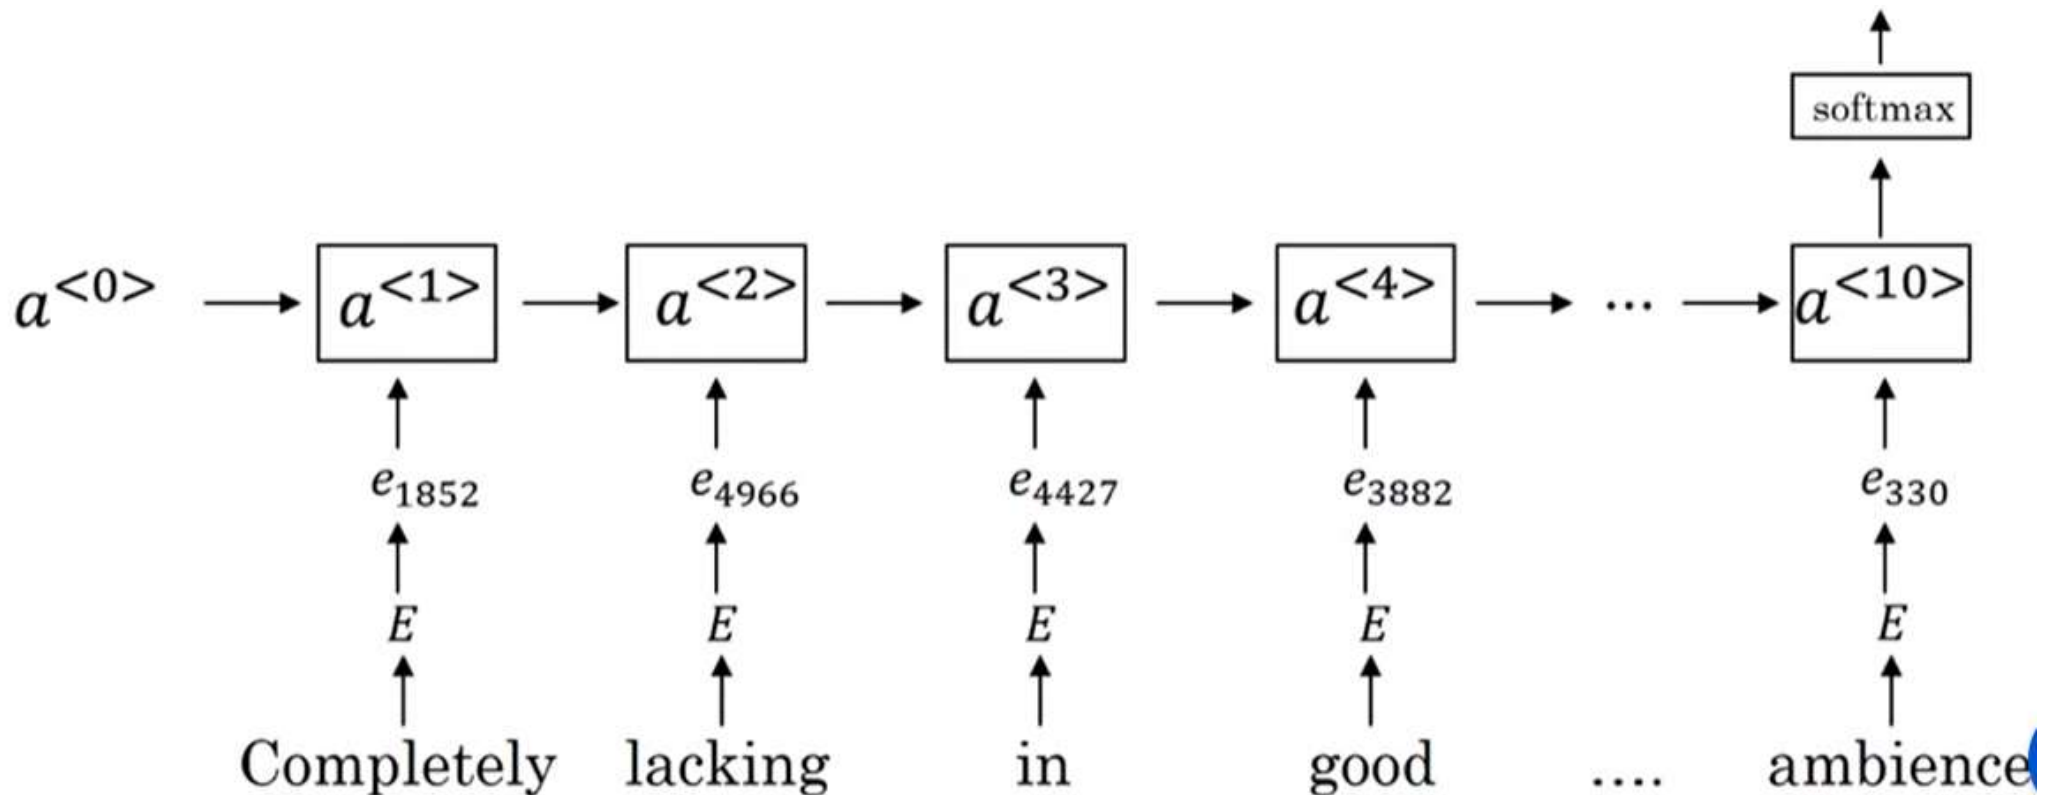 softmax
a<0> a<1> a<2> a<3> a<4> ... a<10>
e1852 e4966 e4427 e3882 e330
E E E E E
Completely lacking in good .... ambience